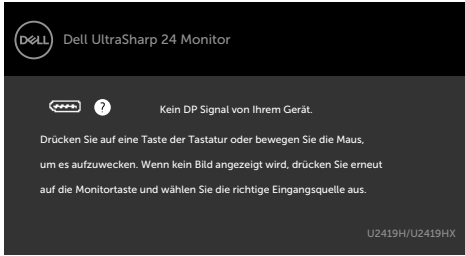 DELL Dell UltraSharp 24 Monitor
? Kein DP Signal von Ihrem Gerät.
Drücken Sie auf eine Taste der Tastatur oder bewegen Sie die Maus,
um es aufzuwecken. Wenn kein Bild angezeigt wird, drücken Sie erneut
auf die Monitortaste und wählen Sie die richtige Eingangsquelle aus.
U2419H/U2419HX